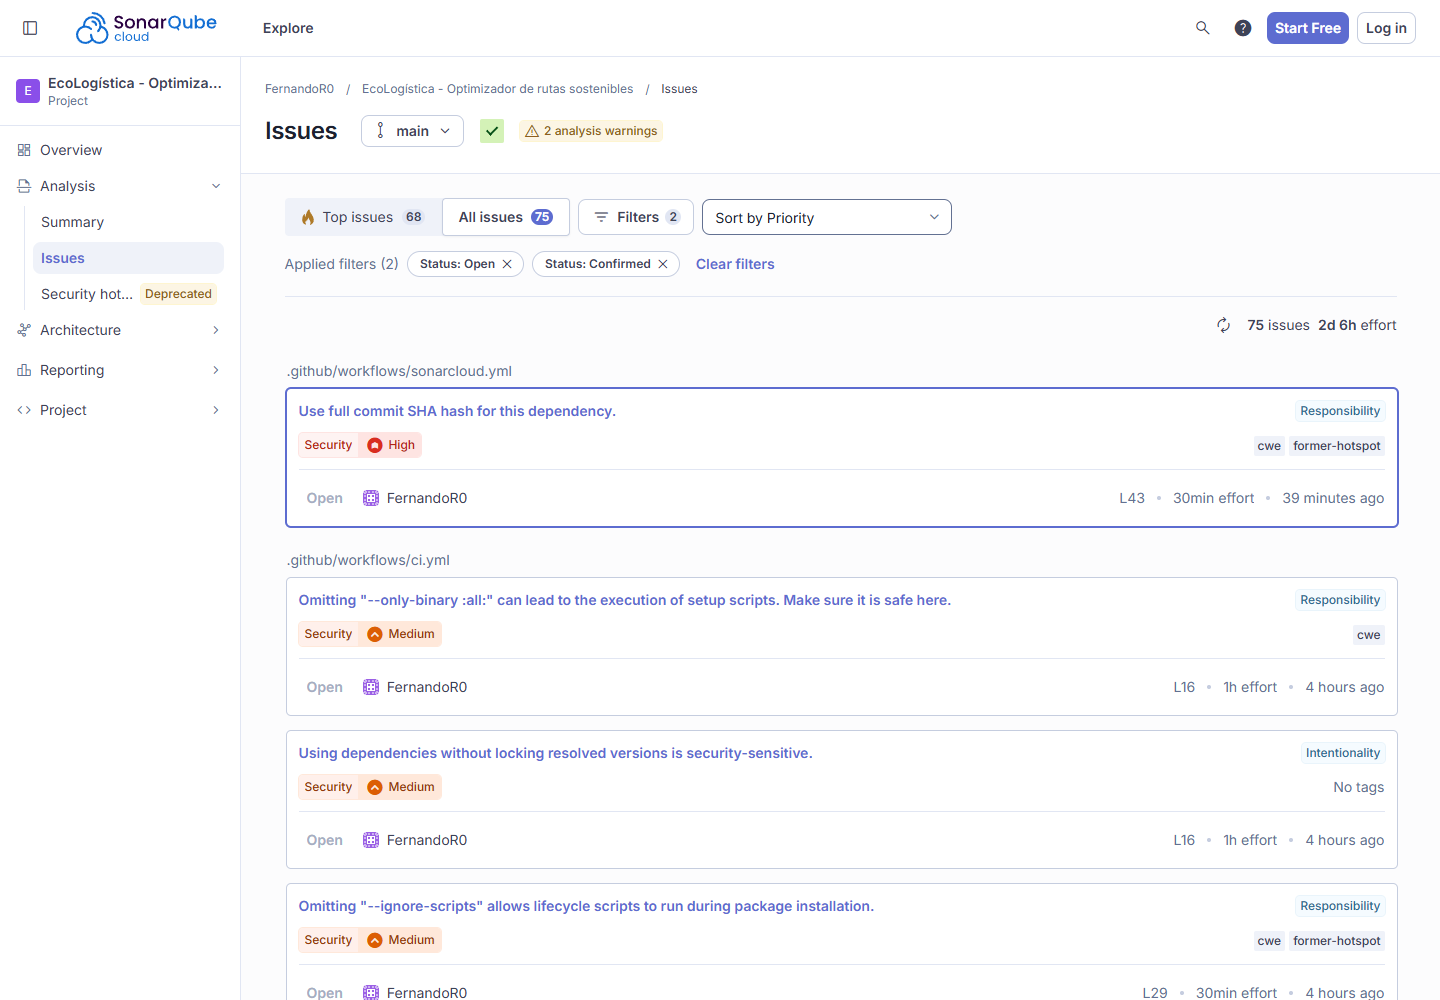 SonarQube cloud
Explore
?
Start Free
Log in
E
EcoLogística - Optimiza...
Project
Overview
Analysis
Summary
Issues
Security hot...
Deprecated
Architecture
Reporting
Project
FernandoR0 / EcoLogística - Optimizador de rutas sostenibles / Issues
Issues
main
2 analysis warnings
Top issues 68
All issues 75
Filters 2
Sort by Priority
Applied filters (2)
Status: Open
Status: Confirmed
Clear filters
75 issues 2d 6h effort
.github/workflows/sonarcloud.yml
Use full commit SHA hash for this dependency.
Responsibility
Security High
cwe former-hotspot
Open FernandoR0
L43 • 30min effort • 39 minutes ago
.github/workflows/ci.yml
Omitting "--only-binary :all:" can lead to the execution of setup scripts. Make sure it is safe here.
Responsibility
Security Medium
cwe
Open FernandoR0
L16 • 1h effort • 4 hours ago
Using dependencies without locking resolved versions is security-sensitive.
Intentionality
Security Medium
No tags
Open FernandoR0
L16 • 1h effort • 4 hours ago
Omitting "--ignore-scripts" allows lifecycle scripts to run during package installation.
Responsibility
Security Medium
cwe former-hotspot
Open FernandoR0
L29 • 30min effort • 4 hours ago